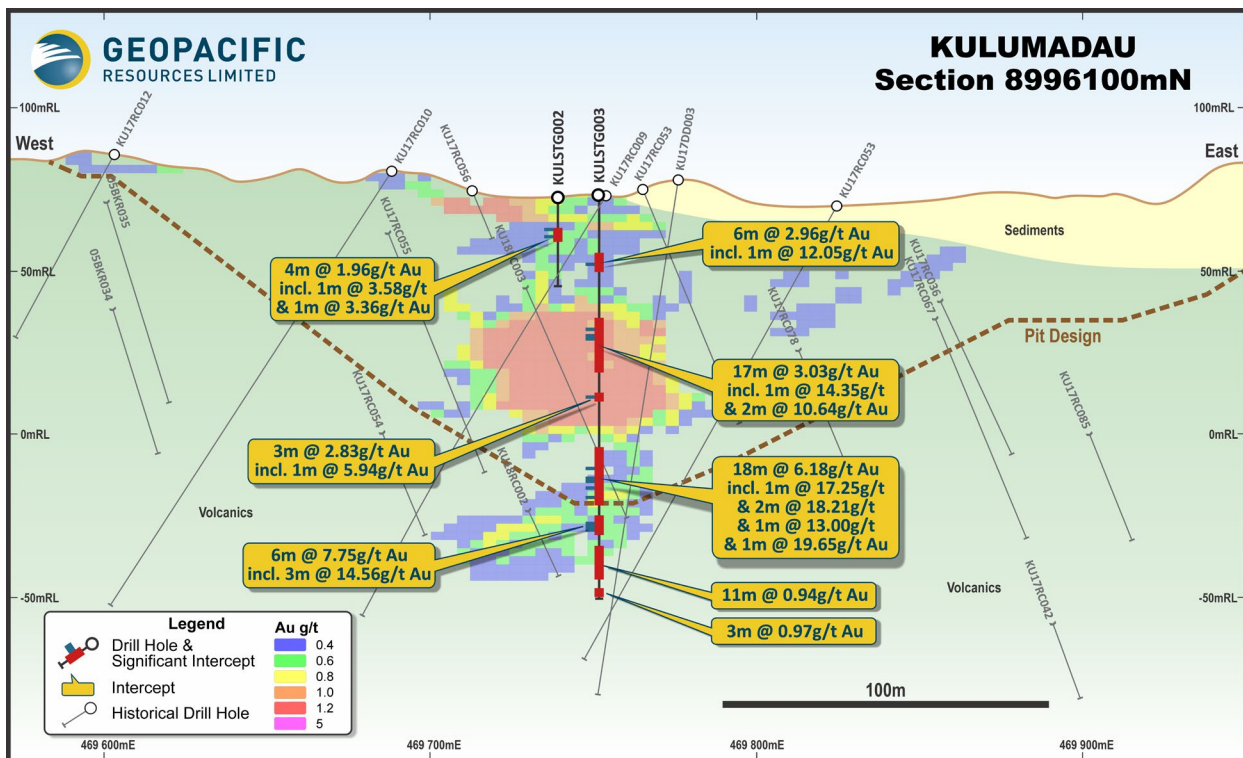 GEOPACIFIC
RESOURCES LIMITED
KULUMADAU
Section 8996100mN
100mRL
100mRL
West
East
KU17RC012
KU17RC010
KU17RC056
KULSTG002
KULSTG003
KU17RC009
KU17RC053
KU17DD003
KU17RC053
05BKR035
05BKR034
KU17RC055
KU18RC003
Sediments
6m @ 2.96g/t Au
incl. 1m @ 12.05g/t Au
4m @ 1.96g/t Au
incl. 1m @ 3.58g/t
& 1m @ 3.36g/t Au
50mRL
50mRL
KU17RC036
KU17RC067
KU17RC078
Pit Design
17m @ 3.03g/t Au
incl. 1m @ 14.35g/t
& 2m @ 10.64g/t Au
KU17RC054
KU17RC085
0mRL
0mRL
3m @ 2.83g/t Au
incl. 1m @ 5.94g/t Au
KU18RC002
18m @ 6.18g/t Au
incl. 1m @ 17.25g/t
& 2m @ 18.21g/t
& 1m @ 13.00g/t
& 1m @ 19.65g/t Au
Volcanics
6m @ 7.75g/t Au
incl. 3m @ 14.56g/t Au
Volcanics
KU17RC042
11m @ 0.94g/t Au
-50mRL
-50mRL
3m @ 0.97g/t Au
Legend
Drill Hole &
Significant Intercept
Intercept
Historical Drill Hole
Au g/t
0.4
0.6
0.8
1.0
1.2
5
100m
469 600mE
469 700mE
469 800mE
469 900mE